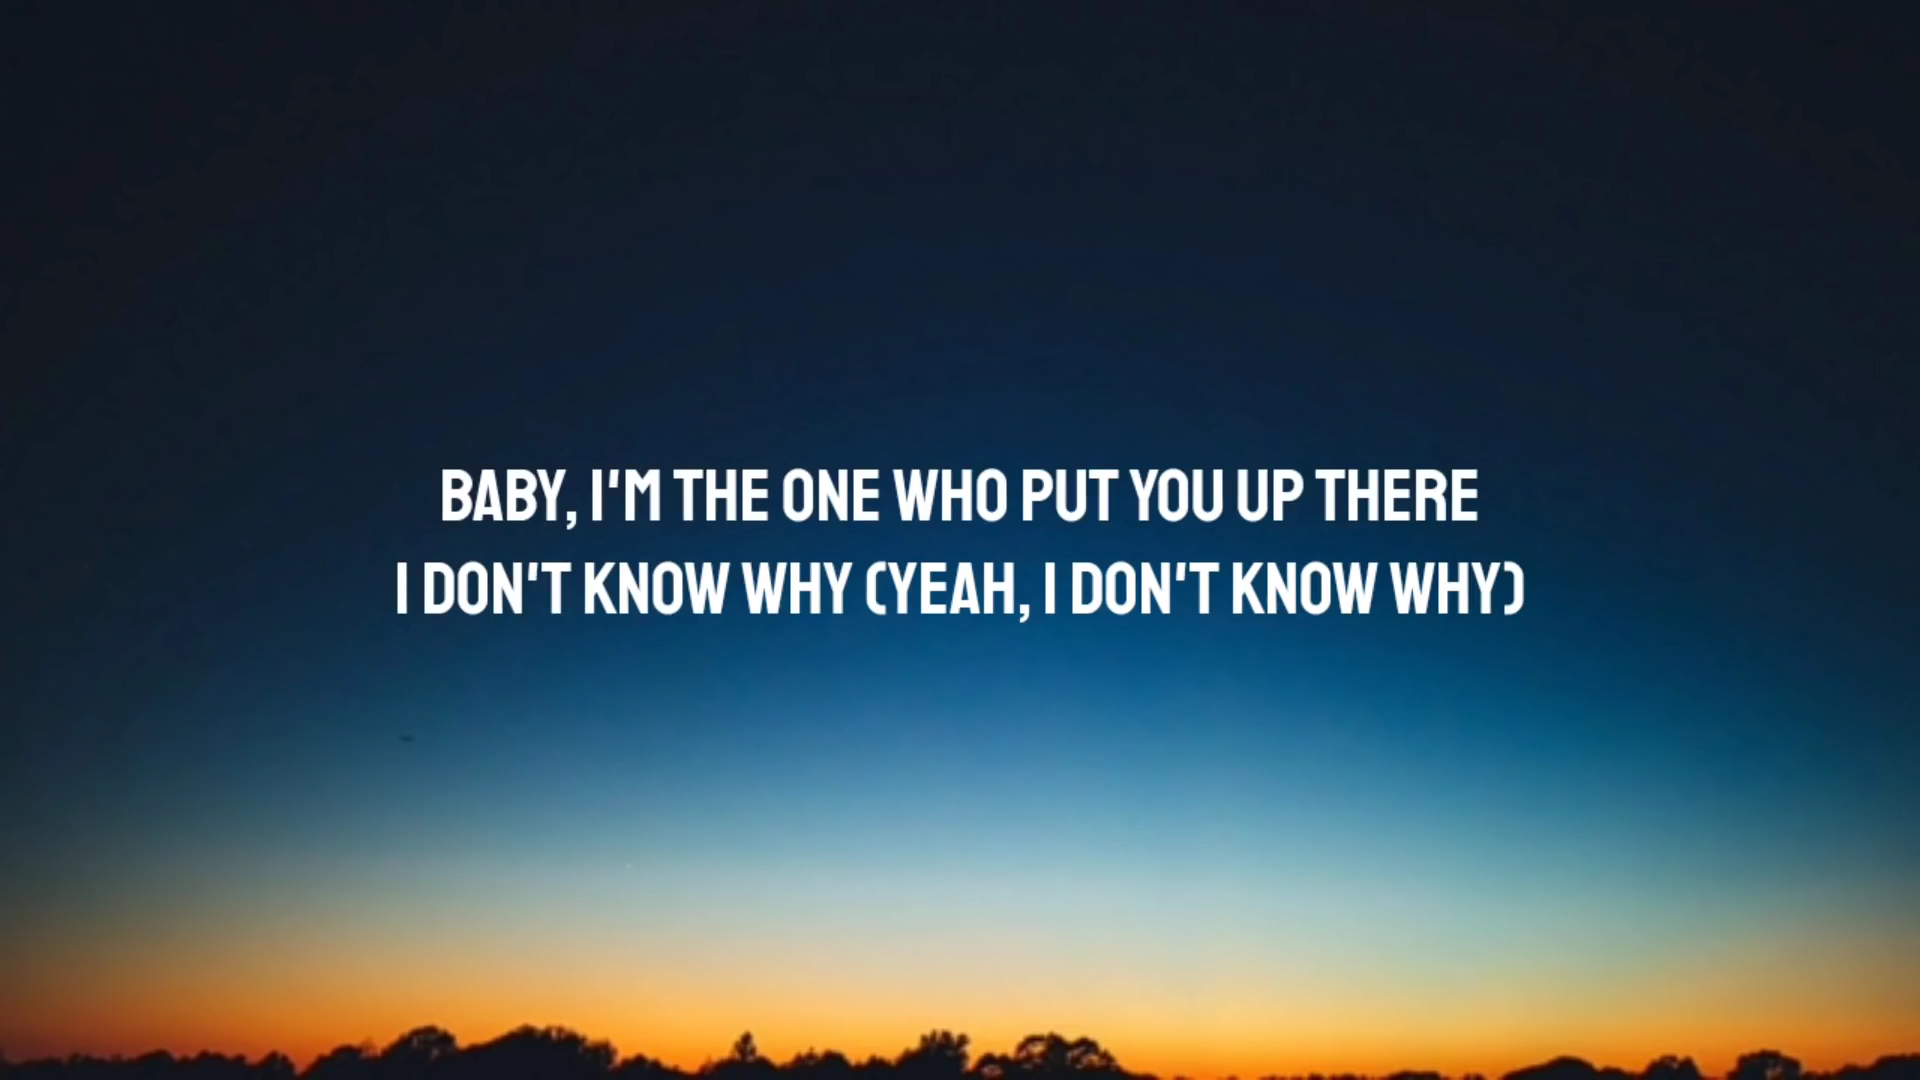 BABY, I'M THE ONE WHO PUT YOU UP THERE
I DON'T KNOW WHY (YEAH, I DON'T KNOW WHY)